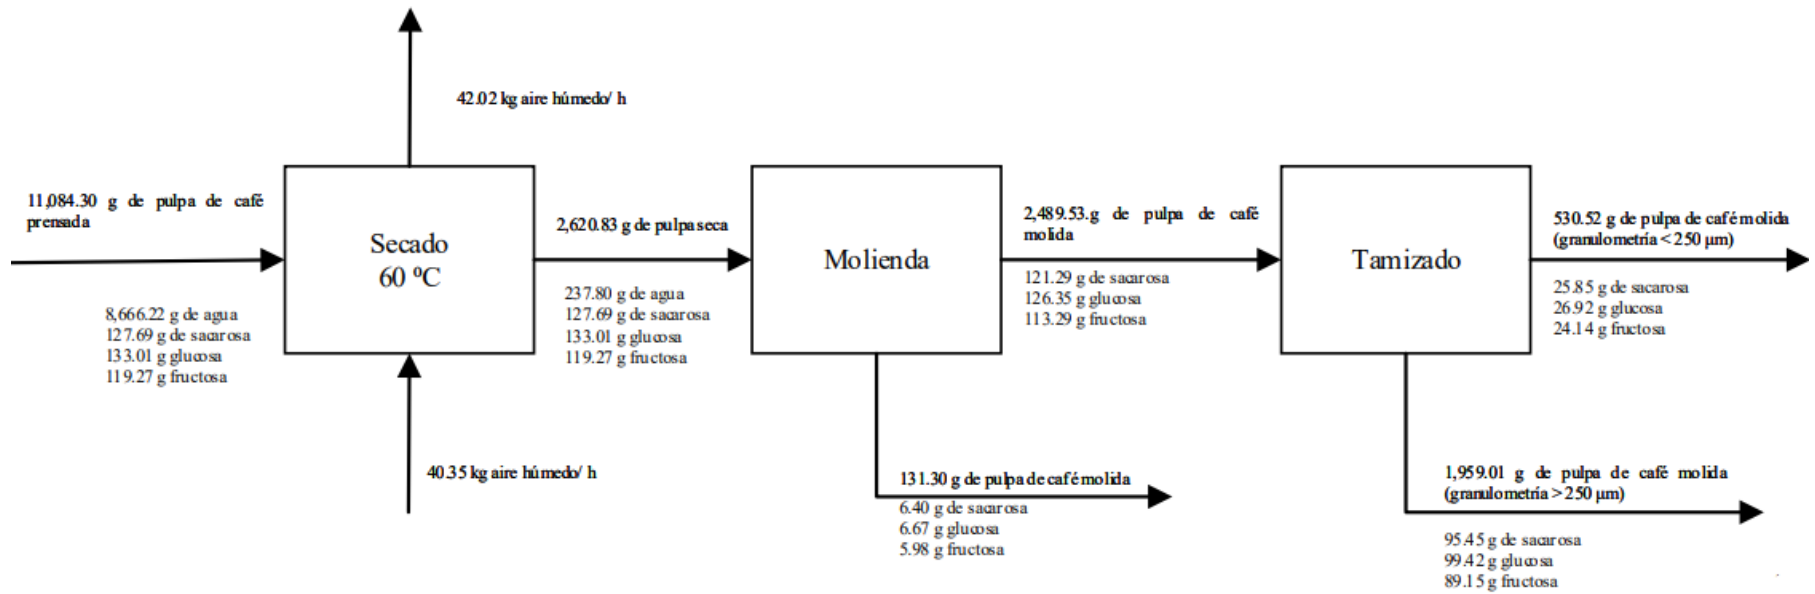 42.02 kg aire húmedo/ h
11,084.30 g de pulpa de café
prensada
8,666.22 g de agua
127.69 g de sacarosa
133.01 g glucosa
119.27 g fructosa
Secado
60 ºC
40.35 kg aire húmedo/ h
2,620.83 g de pulpa seca
237.80 g de agua
127.69 g de sacarosa
133.01 g glucosa
119.27 g fructosa
Molienda
131.30 g de pulpa de café molida
6.40 g de sacarosa
6.67 g glucosa
5.98 g fructosa
2,489.53.g de pulpa de café
molida
121.29 g de sacarosa
126.35 g glucosa
113.29 g fructosa
Tamizado
530.52 g de pulpa de café molida
(granulometría < 250 µm)
25.85 g de sacarosa
26.92 g glucosa
24.14 g fructosa
1,959.01 g de pulpa de café molida
(granulometría > 250 µm)
95.45 g de sacarosa
99.42 g glucosa
89.15 g fructosa